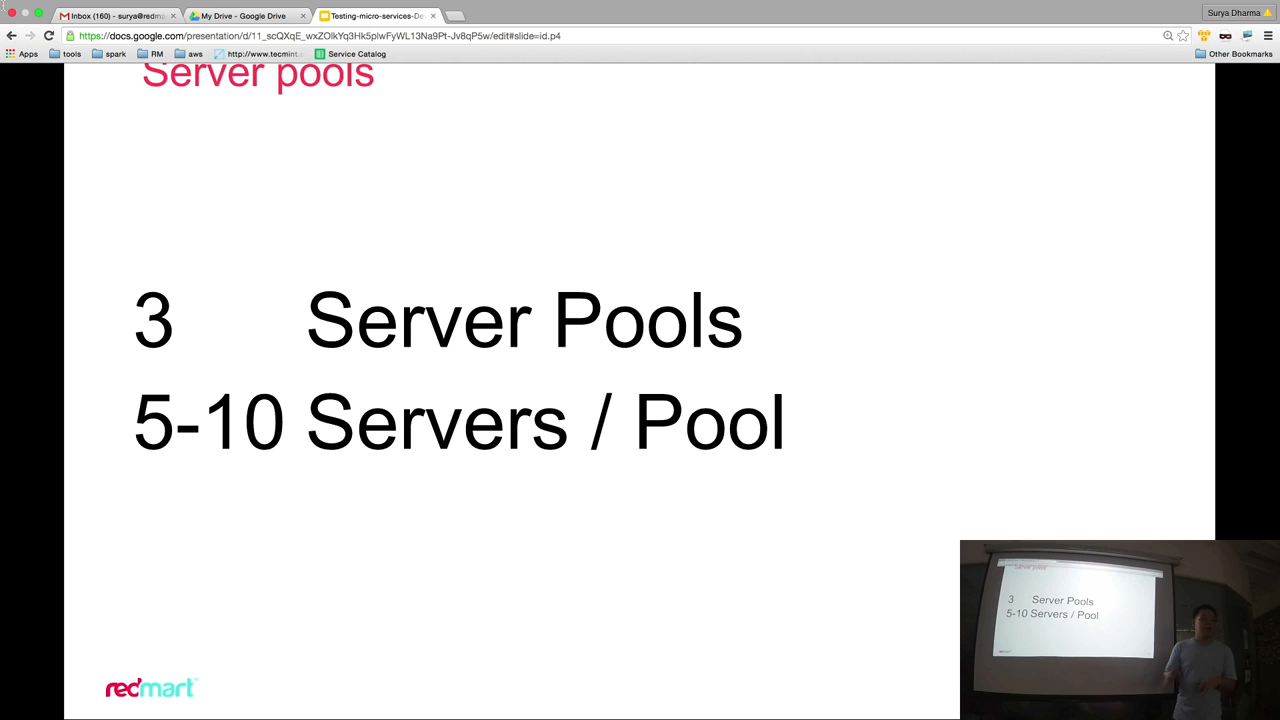 Inbox (160) - surya@redma
My Drive - Google Drive
Testing-micro-services-De
Surya Dharma
https://docs.google.com/presentation/d/11_scQXqE_wxZOlkYq3Hk5plwFyWL13Na9Pt-Jv8qP5w/edit#slide=id.p4
Apps
tools
spark
RM
aws
http://www.tecmint.
Service Catalog
Other Bookmarks
Server pools
3 Server Pools
5-10 Servers / Pool
redmart
Server pools
3 Server Pools
5-10 Servers / Pool